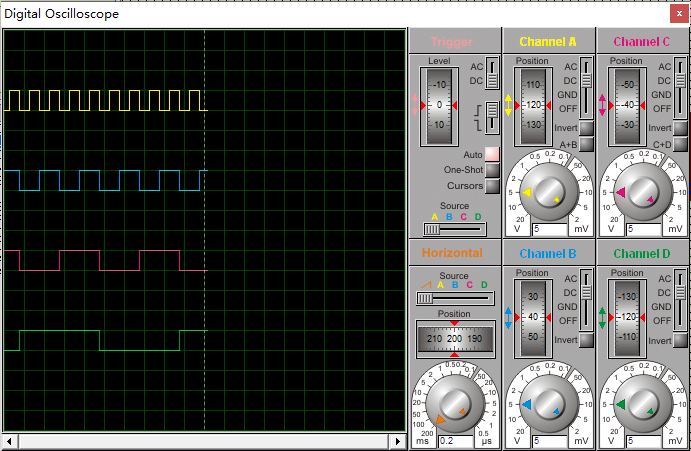 Digital Oscilloscope
x
Trigger
Channel A
Channel C
Level
-10
0
10
AC
DC
Auto
One-Shot
Cursors
Source
A B C D
Position
110
120
130
AC
DC
GND
OFF
Invert
A+B
20 10 5 2 1 0.5 0.2 0.1 50 20 10 5 2
V 5 mV
Position
-50
-40
-30
AC
DC
GND
OFF
Invert
C+D
20 10 5 2 1 0.5 0.2 0.1 50 20 10 5 2
V 5 mV
Horizontal
Channel B
Channel D
Source
A B C D
Position
210 200 190
200 100 50 20 10 5 2 1 0.5 0.2 0.1 50 20 10 5 2 1 0.5
ms 0.2 µs
Position
30
40
50
AC
DC
GND
OFF
Invert
20 10 5 2 1 0.5 0.2 0.1 50 20 10 5 2
V 5 mV
Position
-130
-120
-110
AC
DC
GND
OFF
Invert
20 10 5 2 1 0.5 0.2 0.1 50 20 10 5 2
V 5 mV